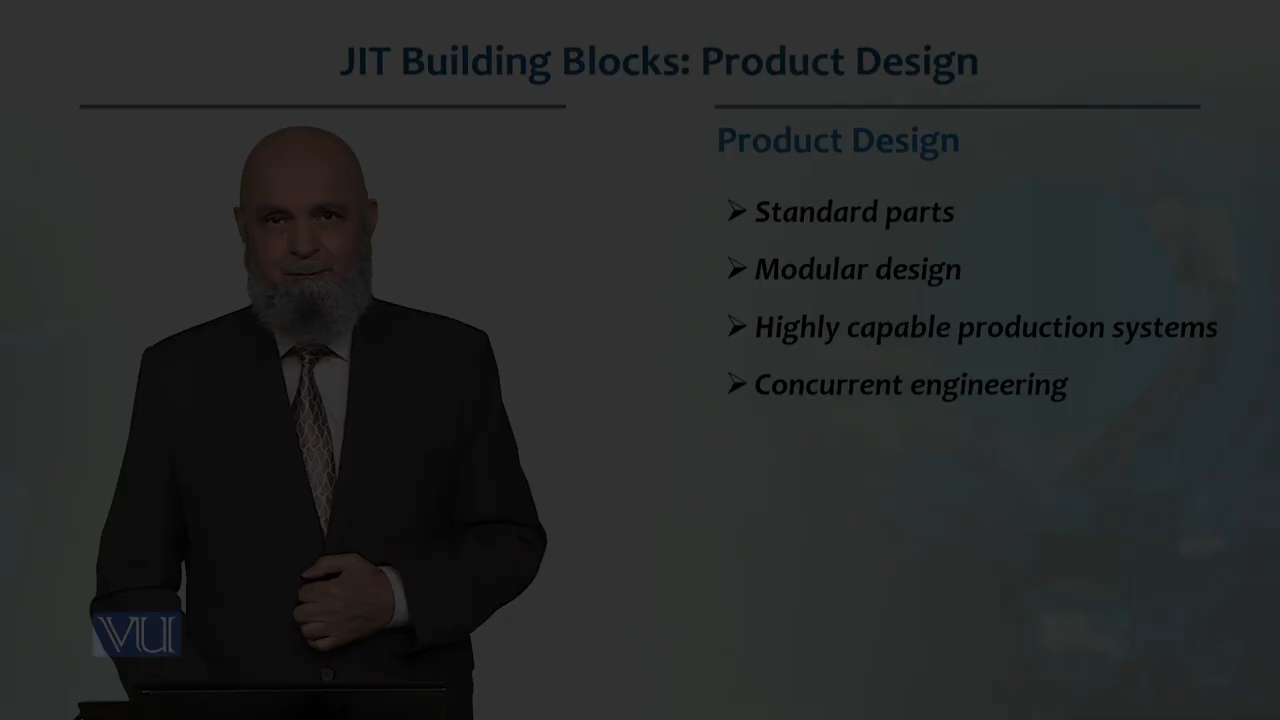 JIT Building Blocks: Product Design
Product Design
➢ Standard parts
➢ Modular design
➢ Highly capable production systems
➢ Concurrent engineering
VU